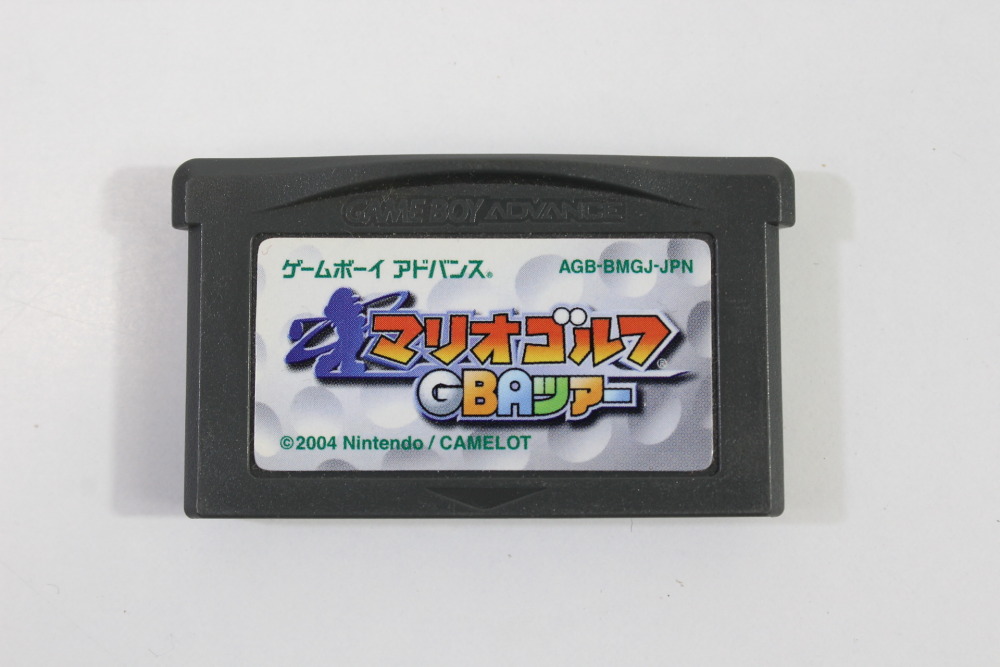 GAME BOY ADVANCE
ゲームボーイ アドバンス® AGB-BMGJ-JPN
マリオゴルフ®
GBAツアー
©2004 Nintendo / CAMELOT